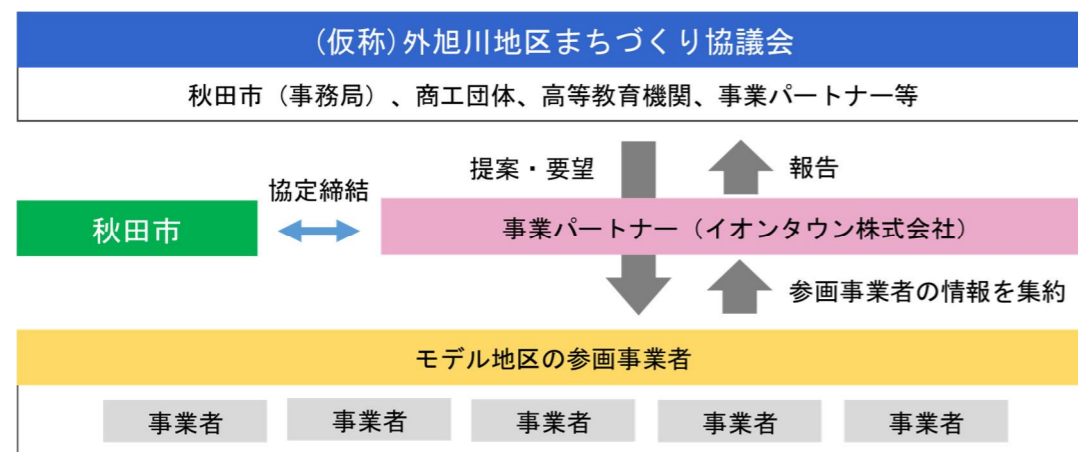 (仮称)外旭川地区まちづくり協議会
秋田市（事務局）、商工団体、高等教育機関、事業パートナー等
提案・要望
報告
協定締結
秋田市
事業パートナー（イオンタウン株式会社）
参画事業者の情報を集約
モデル地区の参画事業者
事業者
事業者
事業者
事業者
事業者